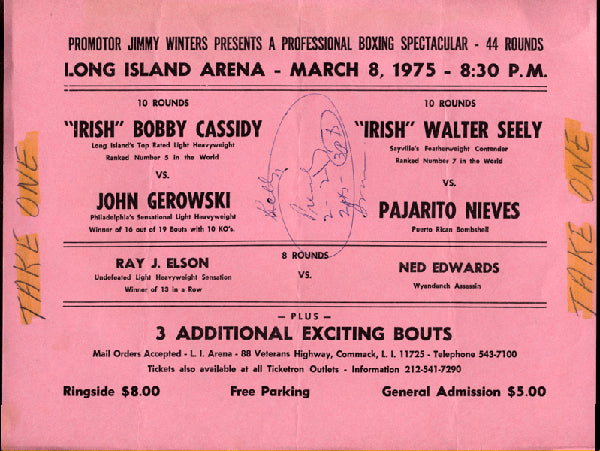 PROMOTOR JIMMY WINTERS PRESENTS A PROFESSIONAL BOXING SPECTACULAR - 44 ROUNDS
LONG ISLAND ARENA - MARCH 8, 1975 - 8:30 P.M.
10 ROUNDS
"IRISH" BOBBY CASSIDY
Long Island's Top Rated Light Heavyweight
Ranked Number 5 in the World
VS.
JOHN GEROWSKI
Philadelphia's Sensational Light Heavyweight
Winner of 16 out of 19 Bouts with 10 KO's.
10 ROUNDS
"IRISH" WALTER SEELY
Sayville's Featherweight Contender
Ranked Number 7 in the World
VS.
PAJARITO NIEVES
Puerto Rican Bombshell
8 ROUNDS
RAY J. ELSON
Undefeated Light Heavyweight Sensation
Winner of 13 in a Row
VS.
NED EDWARDS
Wyandanch Assassin
— PLUS —
3 ADDITIONAL EXCITING BOUTS
Mail Orders Accepted - L. I. Arena - 88 Veterans Highway, Commack, L. I. 11725 - Telephone 543-7100
Tickets also available at all Ticketron Outlets - Information 212-541-7290
Ringside $8.00 Free Parking General Admission $5.00
TAKE ONE
TAKE ONE